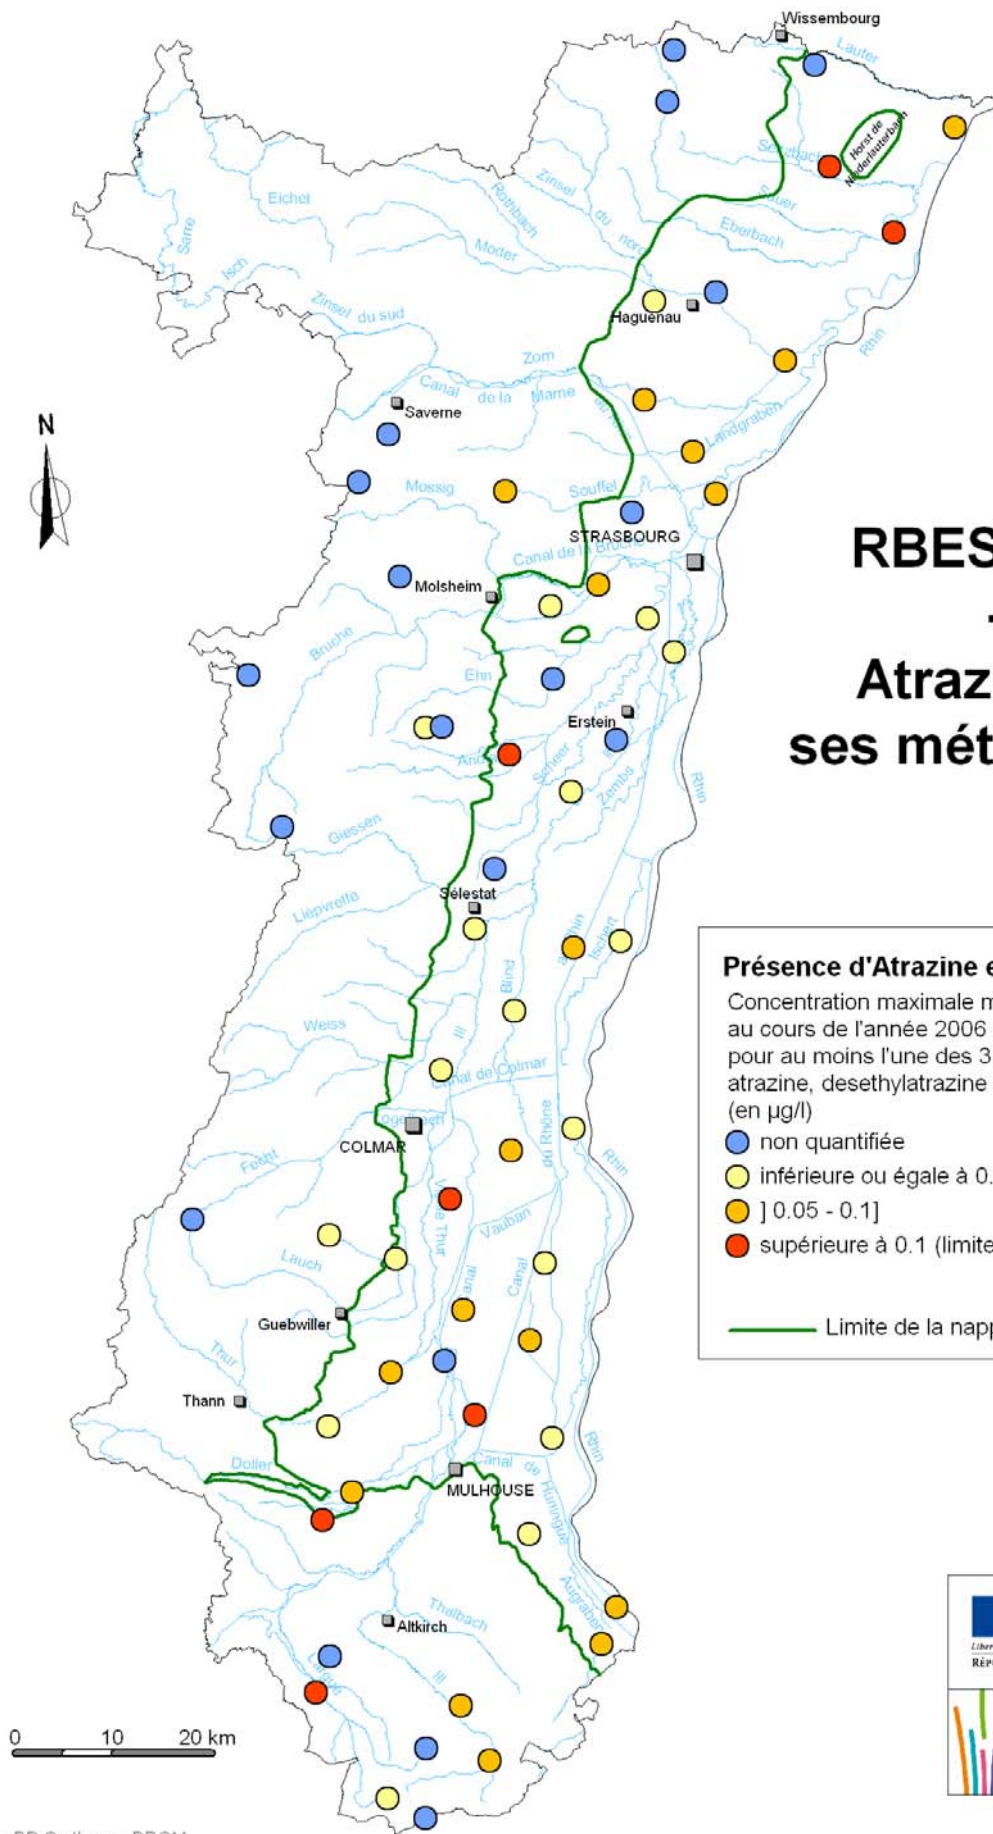 Wissembourg
Lauter
Horst de
Niederlauterbach
Seltzbach
Sauer
Eberbach
Zinsel du nord
Rothbach
Eichel
Moder
Sarre
Isch
Haguenau
Zinsel du sud
Rhin
Zorn
Canal de la Marne du
Saverne
N
Landgraben
Mossig
Souffel
STRASBOURG
Canal de la Bruche
RBES
-
Atraz
ses mét
Molsheim
Bruche
Ehn
Erstein
Scheer
Zembs
Rhin
Giessen
Sélestat
Lièpvrette
Ischert
Présence d'Atrazine e
Blind
Concentration maximale m
au cours de l'année 2006
pour au moins l'une des 3
atrazine, desethylatrazine
(en µg/l)
Weiss
Ill
Canal de Colmar
COLMAR
du Rhône
non quantifiée
Fecht
Rhin
inférieure ou égale à 0.
] 0.05 - 0.1]
Vauban
supérieure à 0.1 (limite
Lauch
Canal
Guebwiller
Limite de la napp
Thur
Thann
Doller
Canal de Huningue
Rhin
MULHOUSE
Augraben
Thalbach
Altkirch
Ill
Largue
0 10 20 km